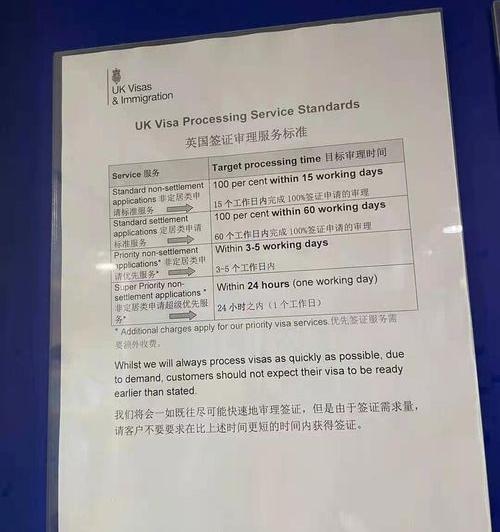 UK Visas
& Immigration
UK Visa Processing Service Standards
英国签证审理服务标准
Service 服务
Target processing time 目标审理时间
Standard non-settlement
applications 非定居类申
请标准服务
100 per cent within 15 working days
15 个工作日内完成 100%签证申请的审理
Standard settlement
applications 定居类申请
标准服务
100 per cent within 60 working days
60 个工作日内完成 100%签证申请的审理
Priority non-settlement
applications* 非定居类申
请优先服务*
Within 3-5 working days
3-5 个工作日内
Super Priority non-
settlement applications *
非定居类申请超级优先服
务*
Within 24 hours (one working day)
24 小时之内（1 个工作日）
* Additional charges apply for our priority visa services.优先签证服务需
要额外收费。
Whilst we will always process visas as quickly as possible, due
to demand, customers should not expect their visa to be ready
earlier than stated.
我们将会一如既往尽可能快速地审理签证，但是由于签证需求量，
请客户不要要求在比上述时间更短的时间内获得签证。